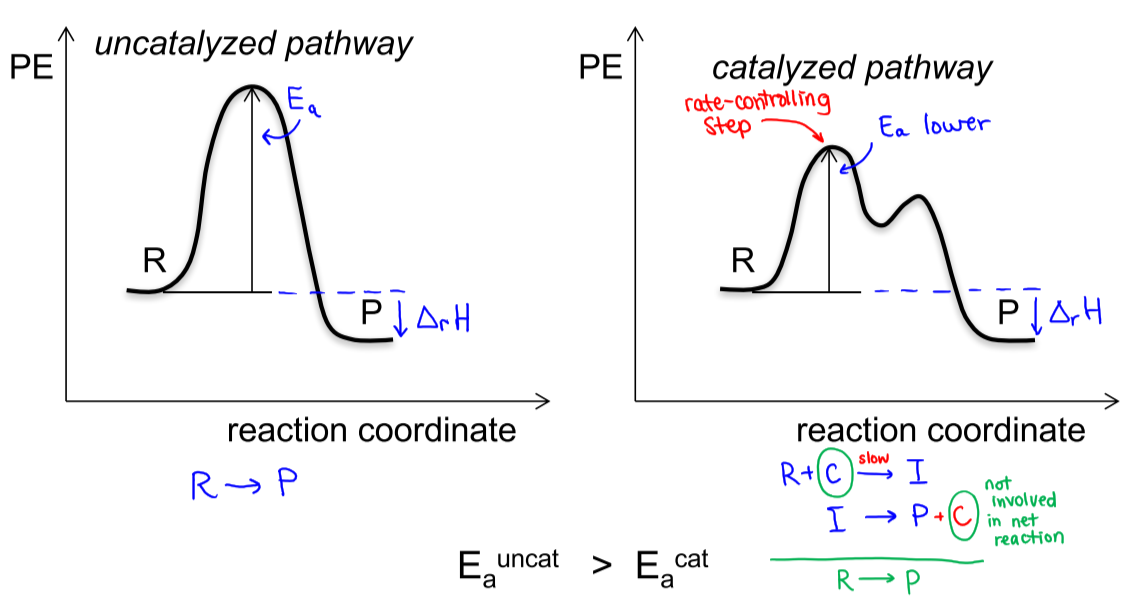 uncatalyzed pathway
PE
Ea
R
P
ΔrH
reaction coordinate
R → P
catalyzed pathway
PE
rate-controlling
step
Ea lower
R
P
ΔrH
reaction coordinate
R + C slow → I
I → P + C
not
involved
in net
reaction
R → P
Ea uncat > Ea cat